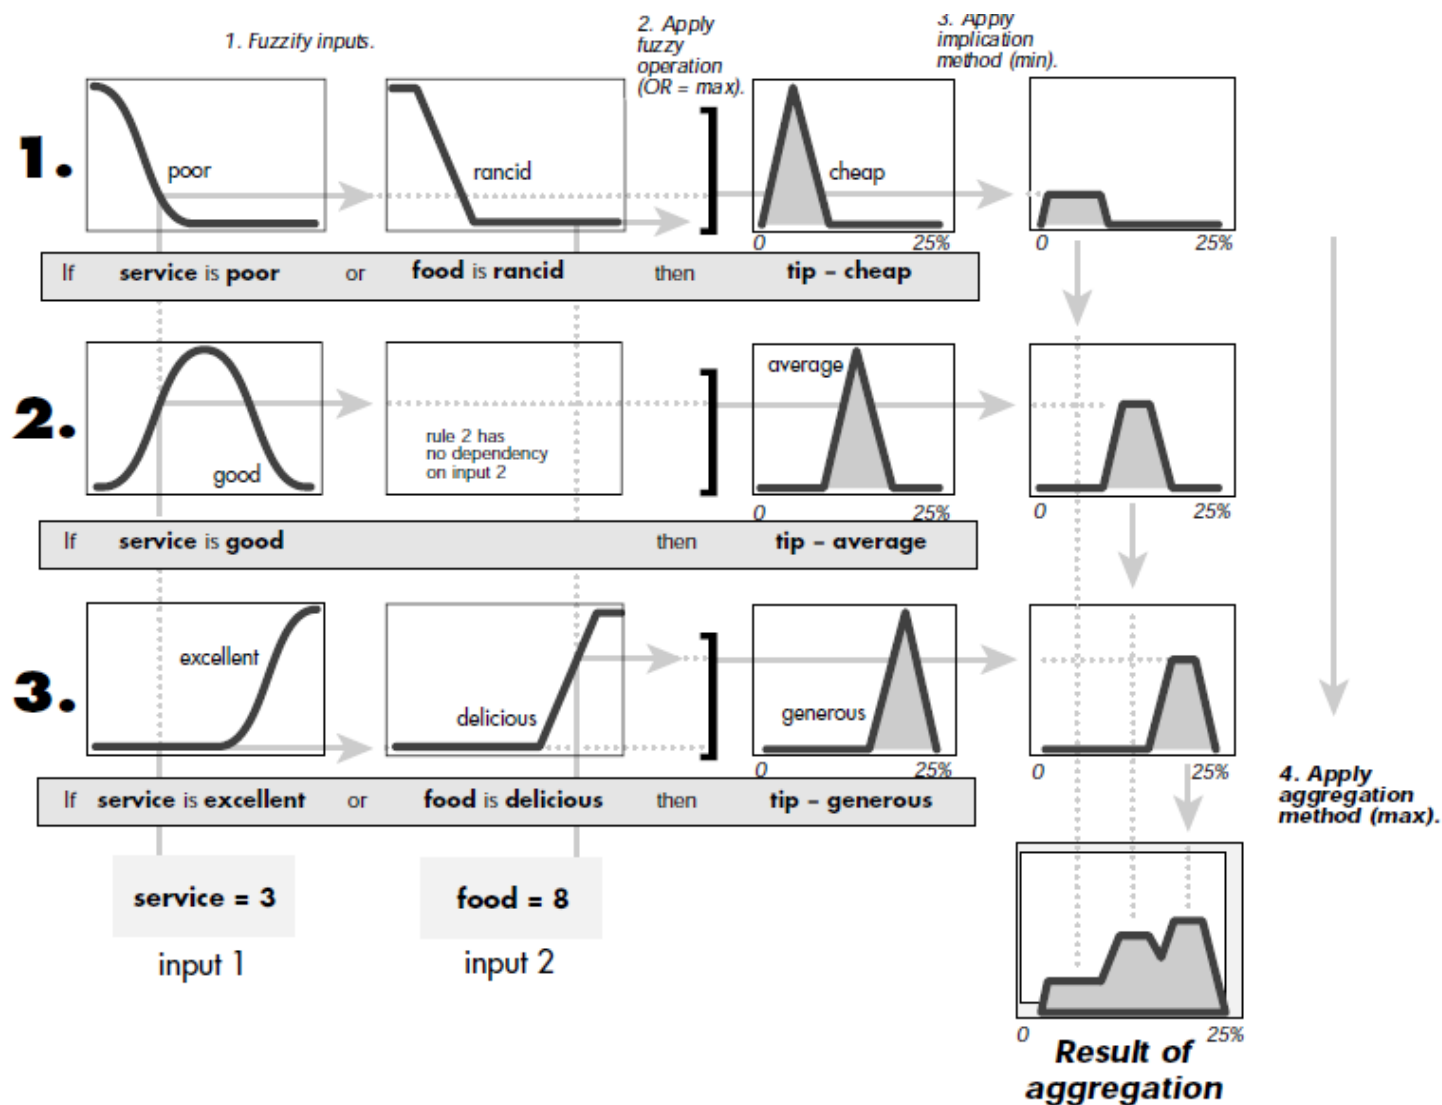 1. Fuzzify inputs.
2. Apply
fuzzy
operation
(OR = max).
3. Apply
implication
method (min).
1.
poor
rancid
cheap
0
25%
0
25%
If service is poor or food is rancid then tip – cheap
2.
good
rule 2 has
no dependency
on input 2
average
0
25%
0
25%
If service is good then tip – average
3.
excellent
delicious
generous
0
25%
0
25%
If service is excellent or food is delicious then tip – generous
4. Apply
aggregation
method (max).
service = 3
food = 8
input 1
input 2
0
25%
Result of
aggregation